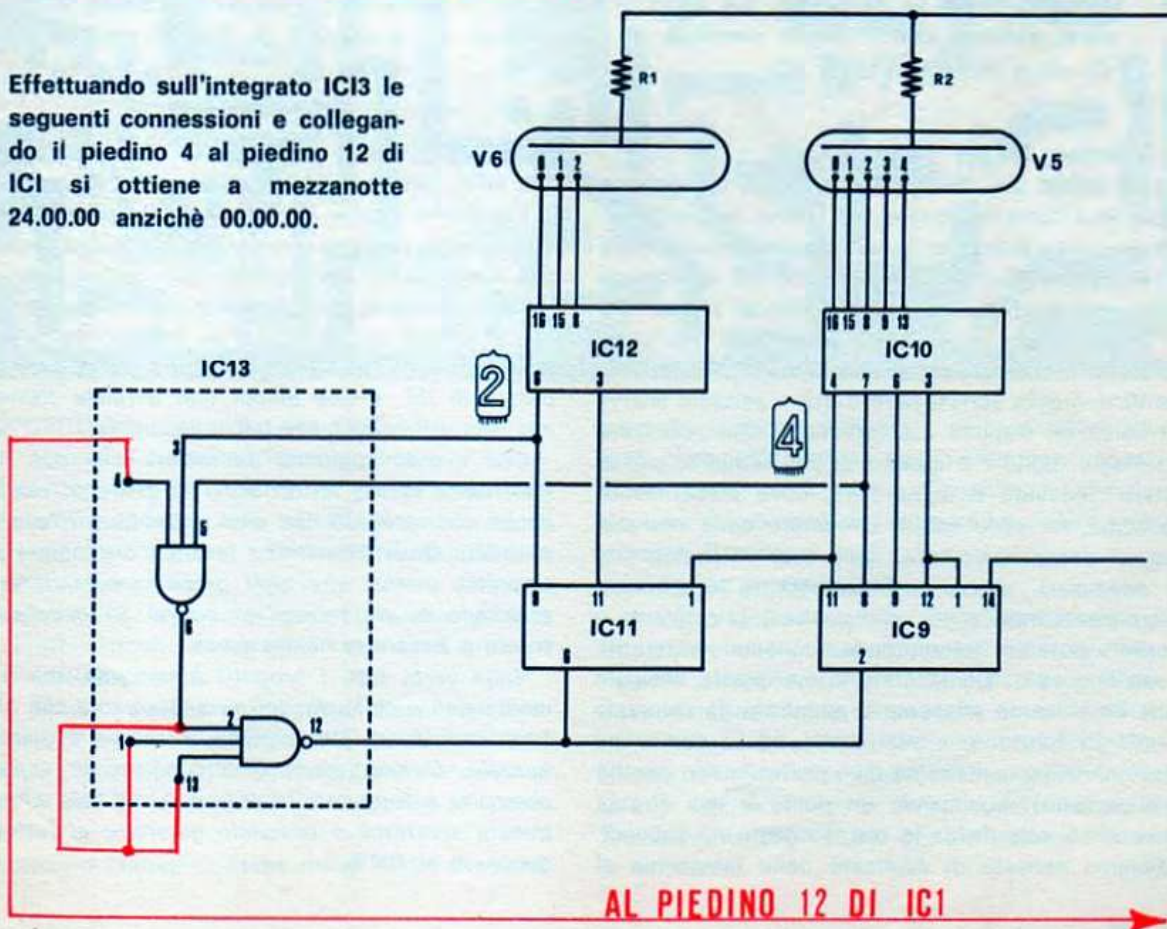 Effettuando sull'integrato ICI3 le
seguenti connessioni e collegan-
do il piedino 4 al piedino 12 di
ICI si ottiene a mezzanotte
24.00.00 anzichè 00.00.00.
R1
R2
V6
0 1 2
V5
0 1 2 3 4
16 15 8
IC12
6 3
16 15 8 9 13
IC10
4 7 6 3
2
4
IC13
3
4
5
6
2
1
12
13
9 11 1
IC11
6
11 8 12 1 14
IC9
2
AL PIEDINO 12 DI IC1